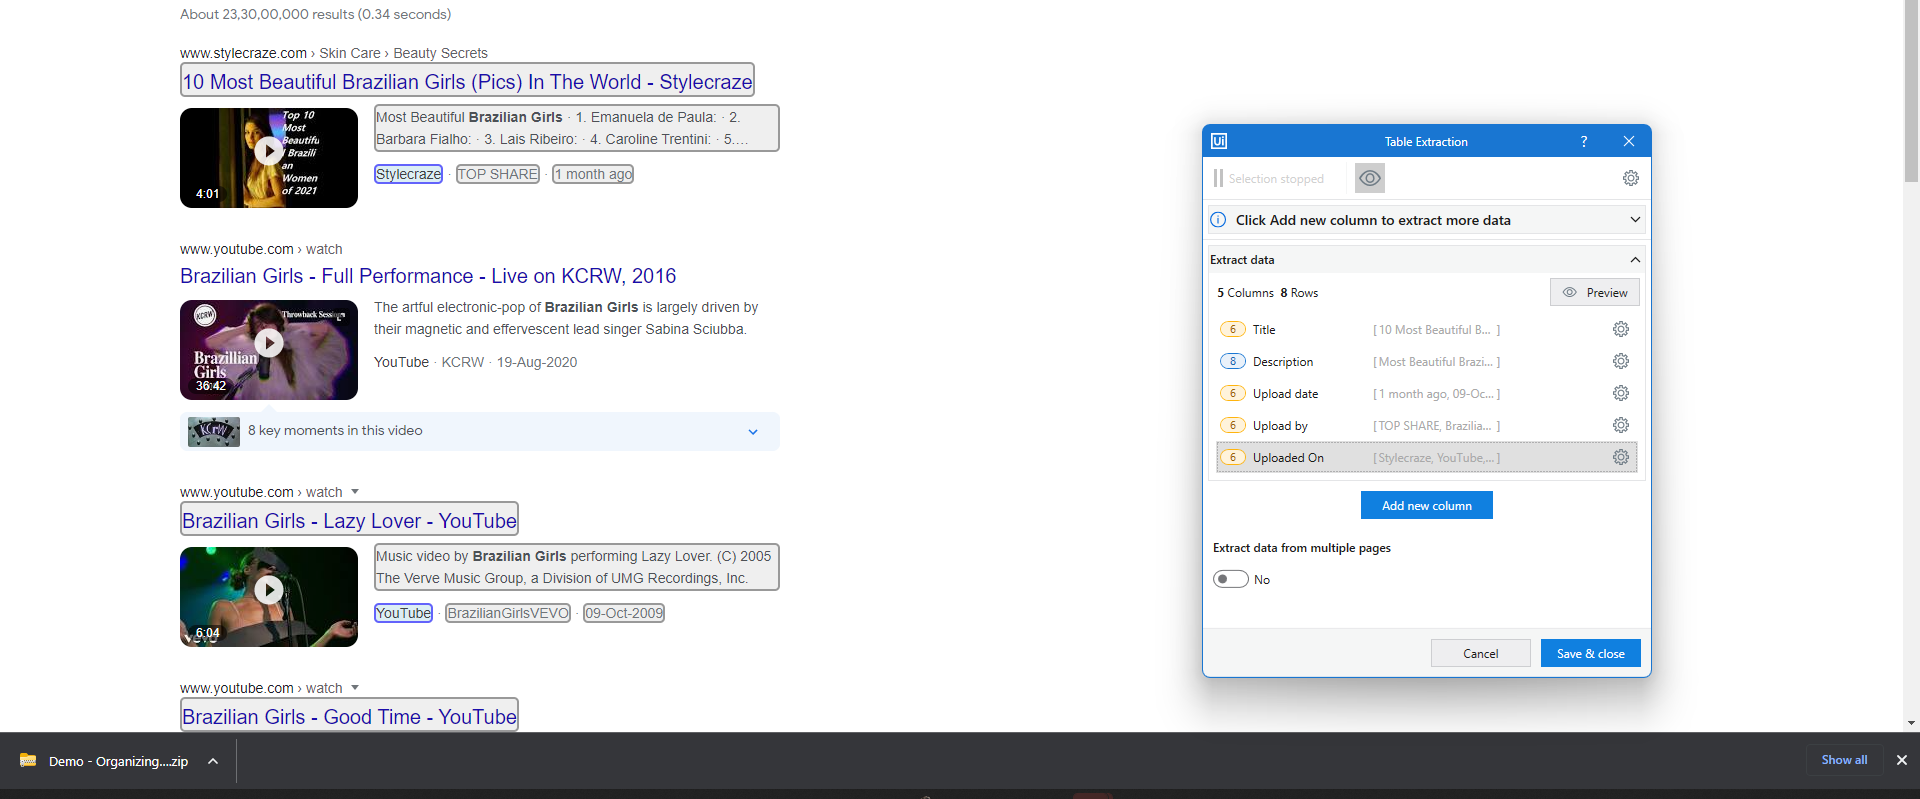 About 23,30,00,000 results (0.34 seconds)
www.stylecraze.com › Skin Care › Beauty Secrets
10 Most Beautiful Brazilian Girls (Pics) In The World - Stylecraze
Top 10
Most
Beautifu
l Brazili
an
Women
of 2021
4:01
Most Beautiful Brazilian Girls · 1. Emanuela de Paula: · 2.
Barbara Fialho: · 3. Lais Ribeiro: · 4. Caroline Trentini: · 5....
Stylecraze · TOP SHARE · 1 month ago
www.youtube.com › watch
Brazilian Girls - Full Performance - Live on KCRW, 2016
KCRW
Throwback Session
Brazillian
Girls
36:42
The artful electronic-pop of Brazilian Girls is largely driven by
their magnetic and effervescent lead singer Sabina Sciubba.
YouTube · KCRW · 19-Aug-2020
KCRW
8 key moments in this video
www.youtube.com › watch
Brazilian Girls - Lazy Lover - YouTube
vevo
6:04
Music video by Brazilian Girls performing Lazy Lover. (C) 2005
The Verve Music Group, a Division of UMG Recordings, Inc.
YouTube · BrazilianGirlsVEVO · 09-Oct-2009
www.youtube.com › watch
Brazilian Girls - Good Time - YouTube
Ui
Table Extraction
?
Selection stopped
Click Add new column to extract more data
Extract data
5 Columns 8 Rows
Preview
6 Title [ 10 Most Beautiful B... ]
8 Description [ Most Beautiful Brazi... ]
6 Upload date [ 1 month ago, 09-Oc... ]
6 Upload by [ TOP SHARE, Brazilia... ]
6 Uploaded On [ Stylecraze, YouTube,... ]
Add new column
Extract data from multiple pages
No
Cancel
Save & close
Demo - Organizing....zip
Show all